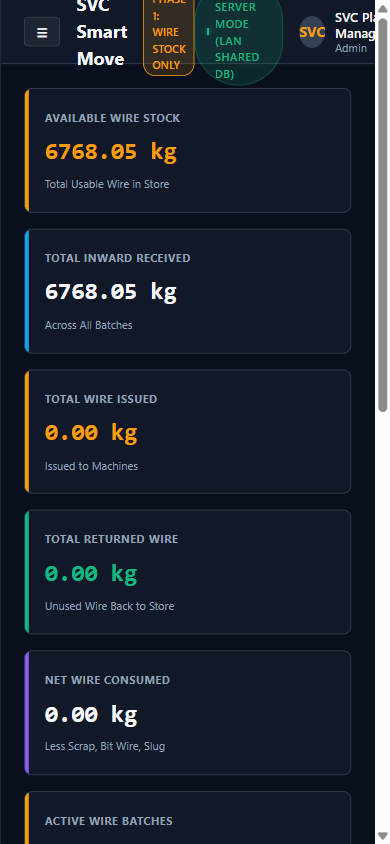 ☰
SVC
Smart
Move
PHASE
1:
WIRE
STOCK
ONLY
SERVER
MODE
(LAN
SHARED
DB)
SVC
SVC Pla
Manag
Admin
AVAILABLE WIRE STOCK
6768.05 kg
Total Usable Wire in Store
TOTAL INWARD RECEIVED
6768.05 kg
Across All Batches
TOTAL WIRE ISSUED
0.00 kg
Issued to Machines
TOTAL RETURNED WIRE
0.00 kg
Unused Wire Back to Store
NET WIRE CONSUMED
0.00 kg
Less Scrap, Bit Wire, Slug
ACTIVE WIRE BATCHES